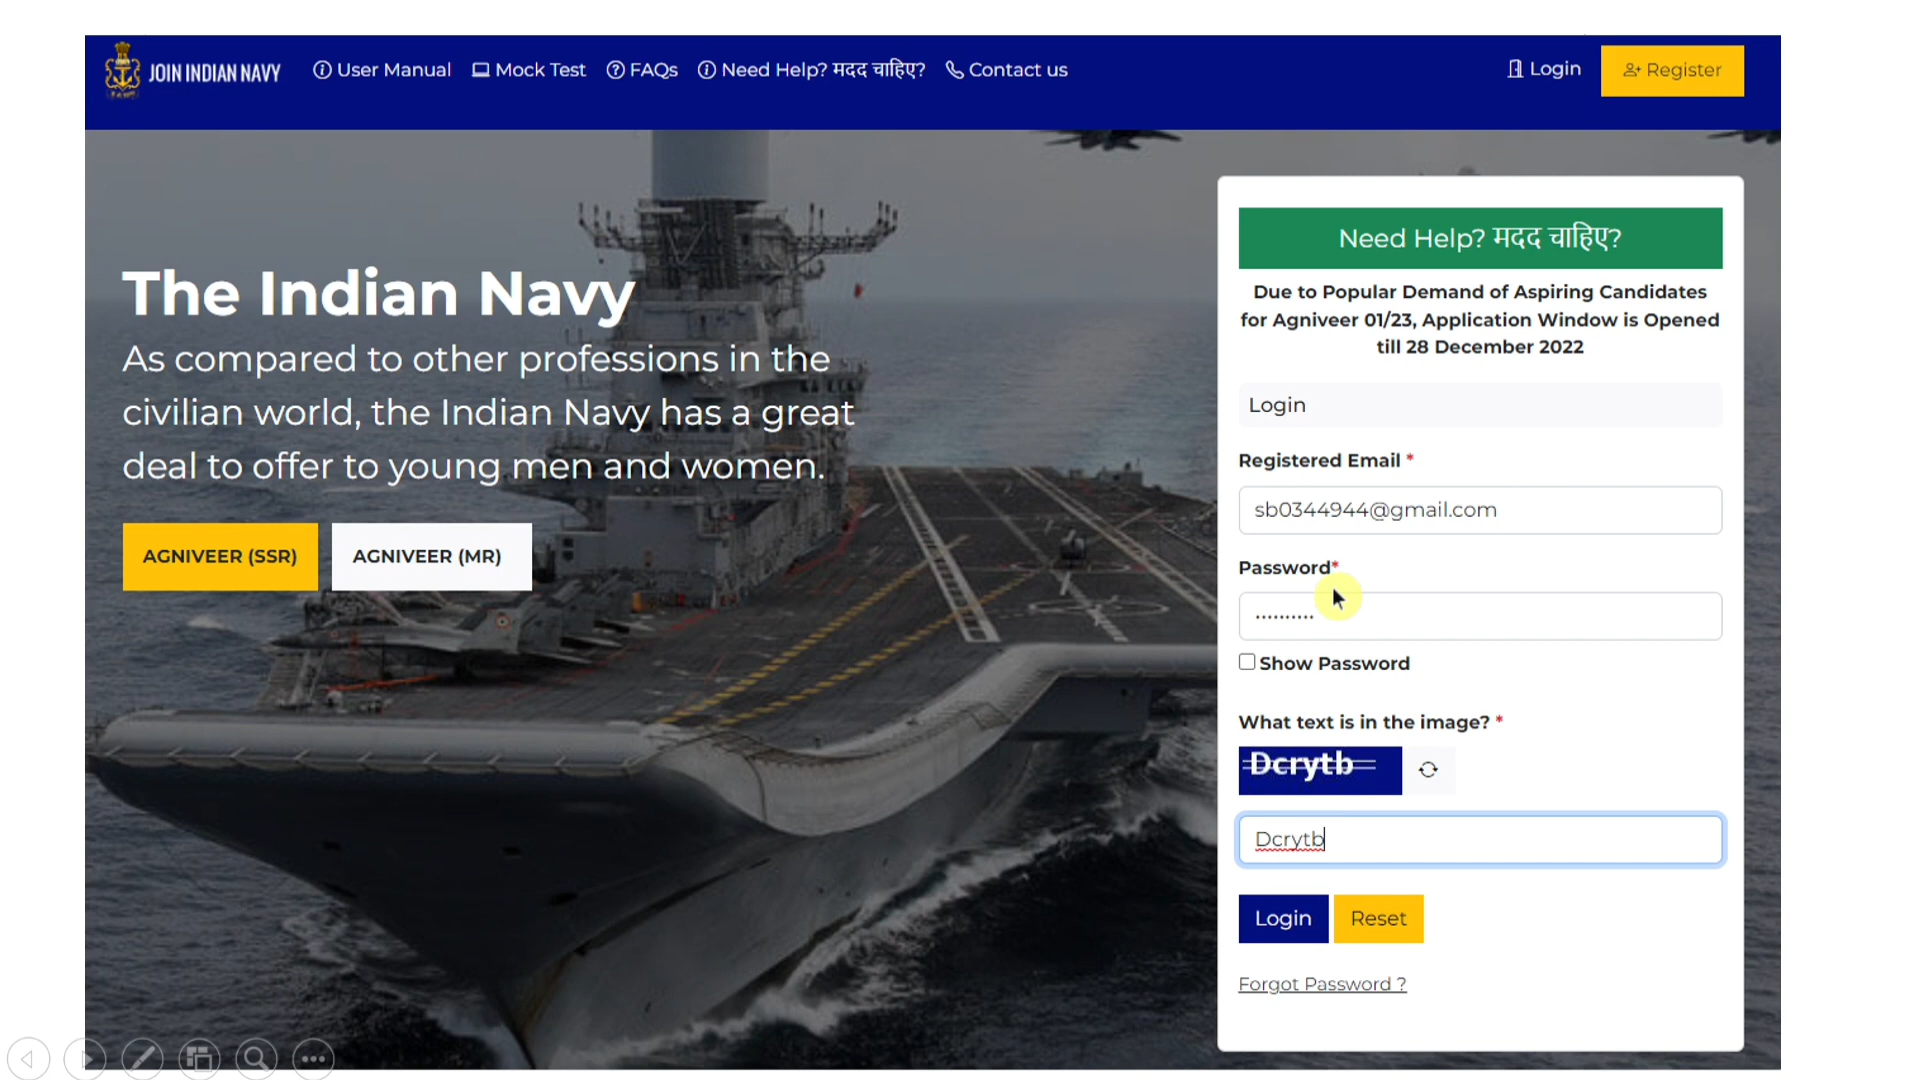 JOIN INDIAN NAVY
User Manual
Mock Test
FAQs
Need Help? मदद चाहिए?
Contact us
Login
Register
The Indian Navy
As compared to other professions in the
civilian world, the Indian Navy has a great
deal to offer to young men and women.
AGNIVEER (SSR)
AGNIVEER (MR)
Need Help? मदद चाहिए?
Due to Popular Demand of Aspiring Candidates
for Agniveer 01/23, Application Window is Opened
till 28 December 2022
Login
Registered Email *
sb0344944@gmail.com
Password*
..........
Show Password
What text is in the image? *
Dcrytb
Dcrytb
Login
Reset
Forgot Password ?